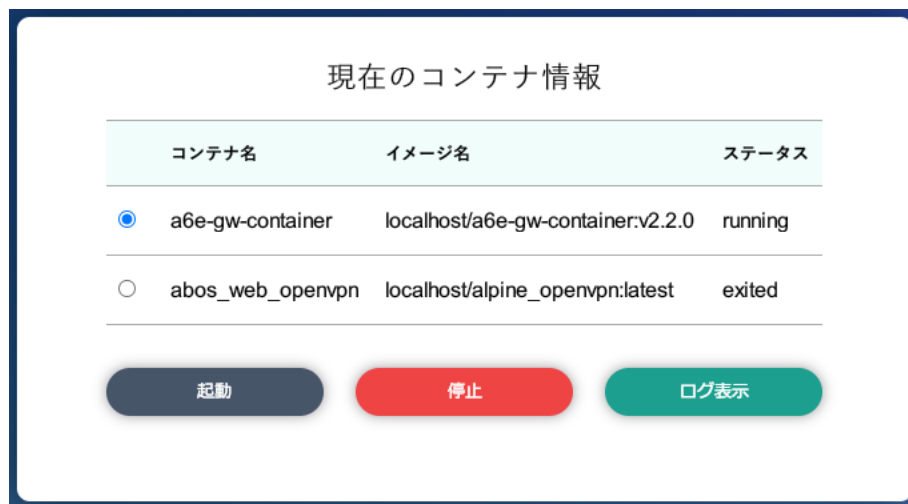 現在のコンテナ情報
コンテナ名 イメージ名 ステータス
a6e-gw-container localhost/a6e-gw-container:v2.2.0 running
abos_web_openvpn localhost/alpine_openvpn:latest exited
起動 停止 ログ表示